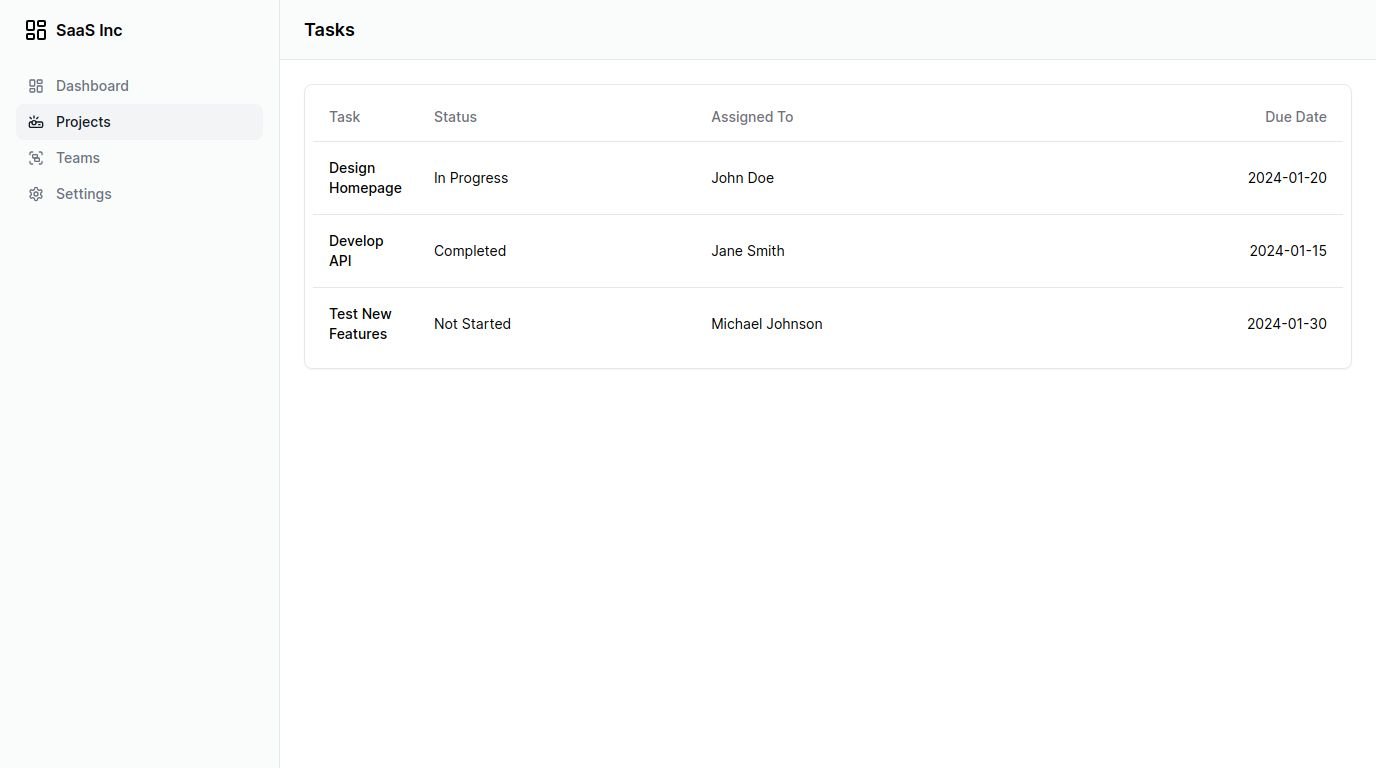 SaaS Inc
Dashboard
Projects
Teams
Settings
Tasks
Task Status Assigned To Due Date
Design
Homepage In Progress John Doe 2024-01-20
Develop
API Completed Jane Smith 2024-01-15
Test New
Features Not Started Michael Johnson 2024-01-30